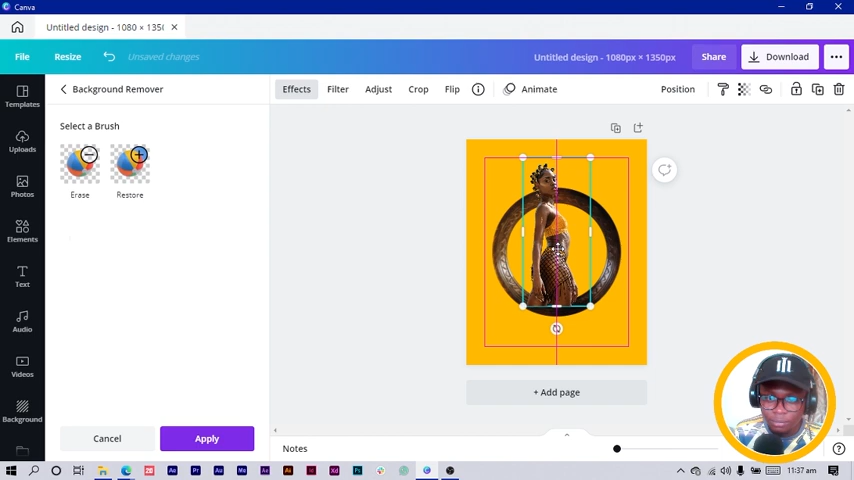 Canva
Untitled design - 1080 × 1350
File
Resize
Unsaved changes
Untitled design - 1080px × 1350px
Share
Download
Background Remover
Effects
Filter
Adjust
Crop
Flip
Animate
Position
Templates
Uploads
Photos
Elements
Text
Audio
Videos
Background
Select a Brush
Erase
Restore
+ Add page
Cancel
Apply
Notes
11:37 am